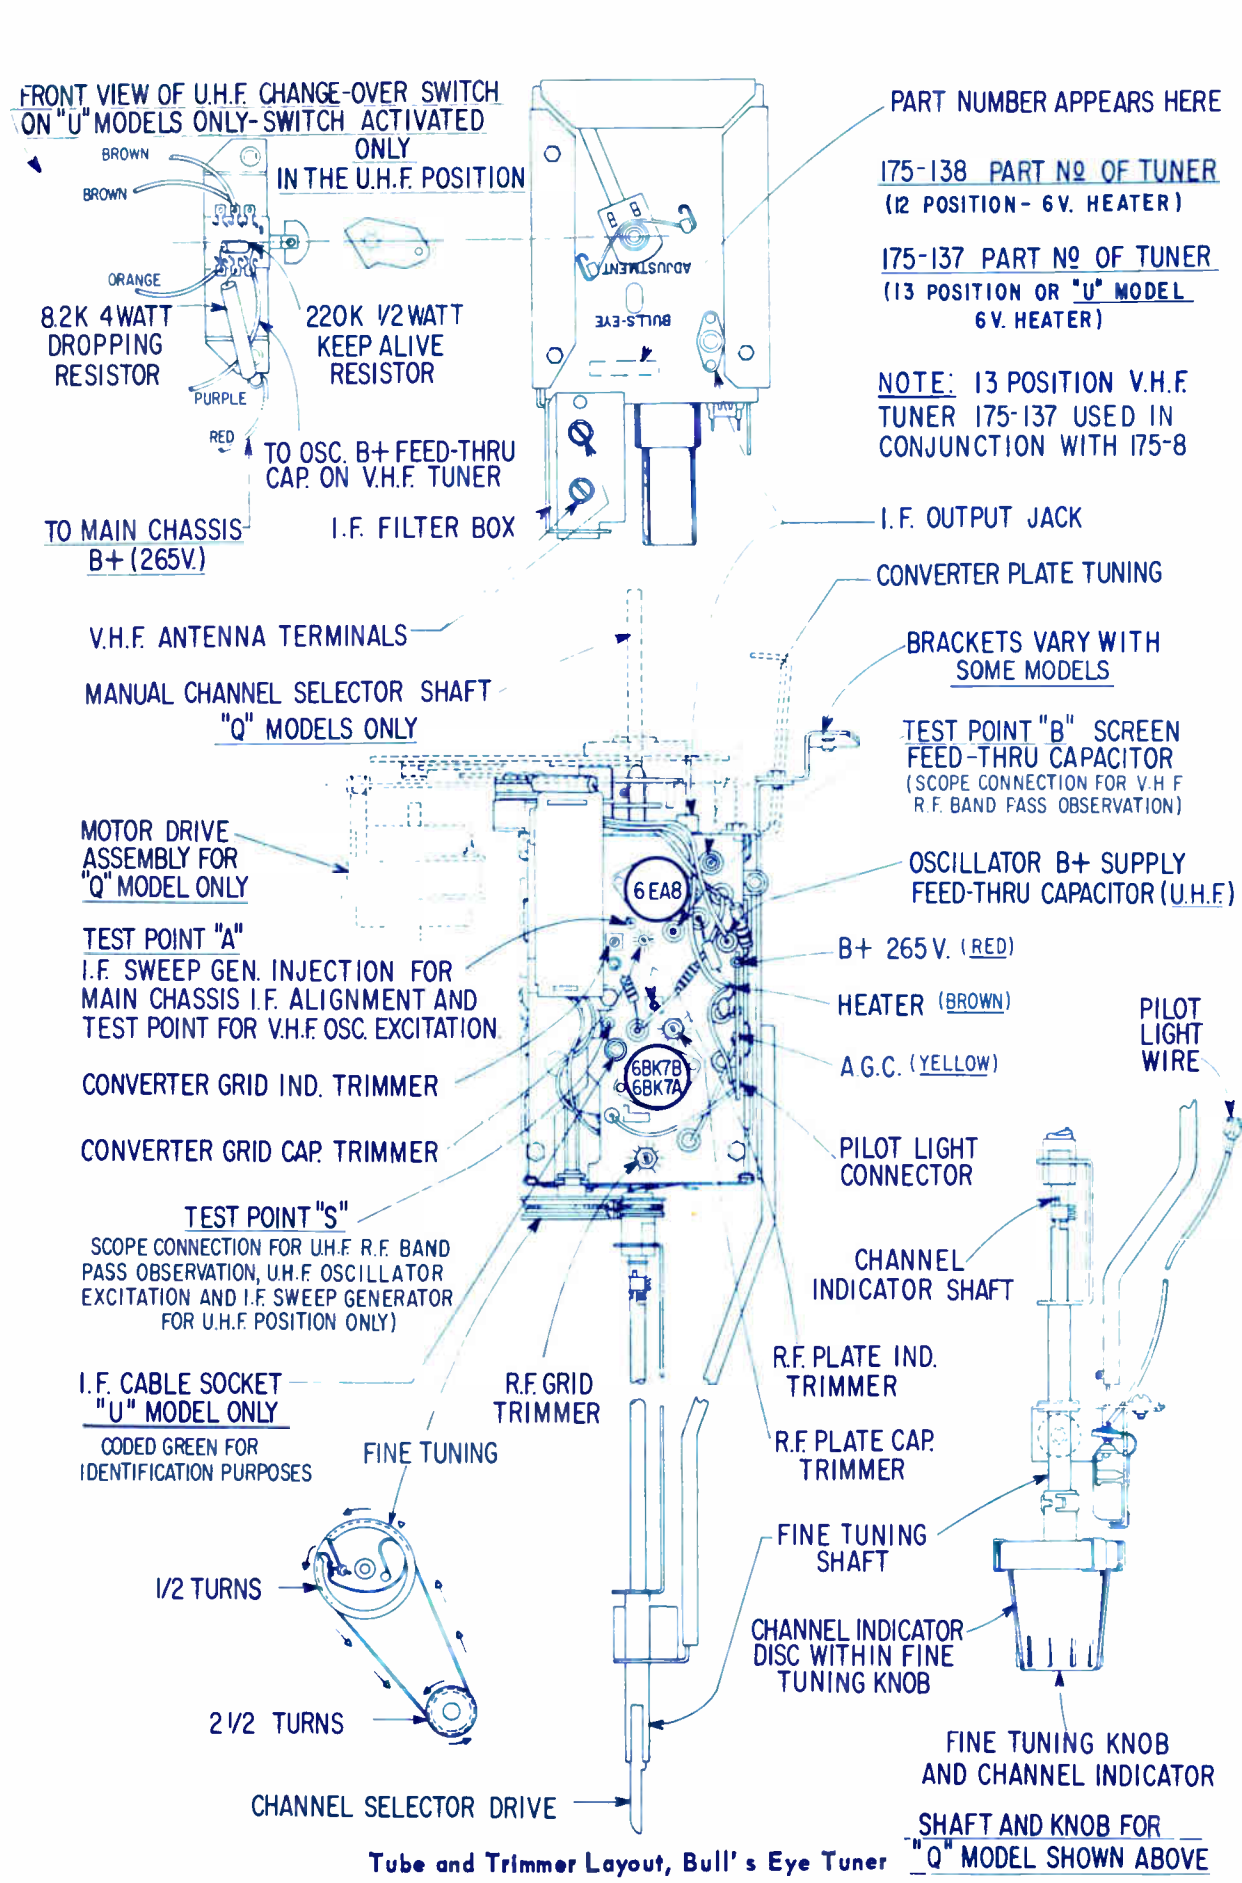 FRONT VIEW OF U.H.F. CHANGE-OVER SWITCH
ON "U" MODELS ONLY-SWITCH ACTIVATED
ONLY
IN THE U.H.F. POSITION
BROWN
BROWN
ORANGE
8.2K 4WATT
DROPPING
RESISTOR
220K 1/2 WATT
KEEP ALIVE
RESISTOR
PURPLE
RED
TO OSC. B+ FEED-THRU
CAP. ON V.H.F. TUNER
TO MAIN CHASSIS
B+ (265V.)
I.F. FILTER BOX
ADJUSTMENT
BULLS-EYE
PART NUMBER APPEARS HERE
175-138 PART Nº OF TUNER
(12 POSITION- 6V. HEATER)
175-137 PART Nº OF TUNER
(13 POSITION OR "U" MODEL
6V. HEATER)
NOTE: 13 POSITION V.H.F.
TUNER 175-137 USED IN
CONJUNCTION WITH 175-8
I.F. OUTPUT JACK
CONVERTER PLATE TUNING
V.H.F. ANTENNA TERMINALS
MANUAL CHANNEL SELECTOR SHAFT
"Q" MODELS ONLY
BRACKETS VARY WITH
SOME MODELS
TEST POINT "B" SCREEN
FEED-THRU CAPACITOR
(SCOPE CONNECTION FOR V.H F
R.F. BAND PASS OBSERVATION)
MOTOR DRIVE
ASSEMBLY FOR
"Q" MODEL ONLY
OSCILLATOR B+ SUPPLY
FEED-THRU CAPACITOR (U.H.F.)
6EA8
TEST POINT "A"
I.F. SWEEP GEN. INJECTION FOR
MAIN CHASSIS I.F. ALIGNMENT AND
TEST POINT FOR V.H.F. OSC. EXCITATION
B+ 265V. (RED)
HEATER (BROWN)
A.G.C. (YELLOW)
PILOT
LIGHT
WIRE
6BK7B
6BK7A
CONVERTER GRID IND. TRIMMER
CONVERTER GRID CAP. TRIMMER
PILOT LIGHT
CONNECTOR
TEST POINT "S"
SCOPE CONNECTION FOR U.H.F. R.F. BAND
PASS OBSERVATION, U.H.F. OSCILLATOR
EXCITATION AND I.F. SWEEP GENERATOR
FOR U.H.F. POSITION ONLY)
CHANNEL
INDICATOR SHAFT
I.F. CABLE SOCKET
"U" MODEL ONLY
CODED GREEN FOR
IDENTIFICATION PURPOSES
R.F. GRID
TRIMMER
R.F. PLATE IND.
TRIMMER
R.F. PLATE CAP.
TRIMMER
FINE TUNING
FINE TUNING
SHAFT
1/2 TURNS
2 1/2 TURNS
CHANNEL INDICATOR
DISC WITHIN FINE
TUNING KNOB
FINE TUNING KNOB
AND CHANNEL INDICATOR
CHANNEL SELECTOR DRIVE
SHAFT AND KNOB FOR
"Q" MODEL SHOWN ABOVE
Tube and Trimmer Layout, Bull's Eye Tuner